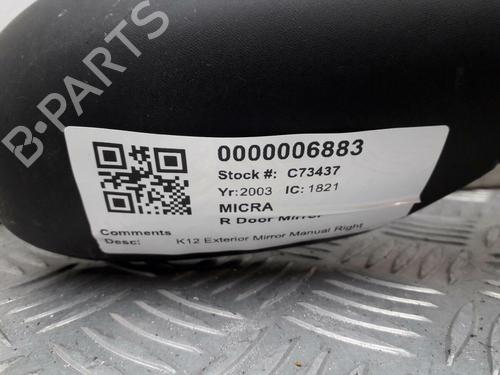 B-PARTS
0000006883
Stock #: C73437
Yr:2003 IC:1821
MICRA
R Door Mirror
Comments
Desc: K12 Exterior Mirror Manual Right